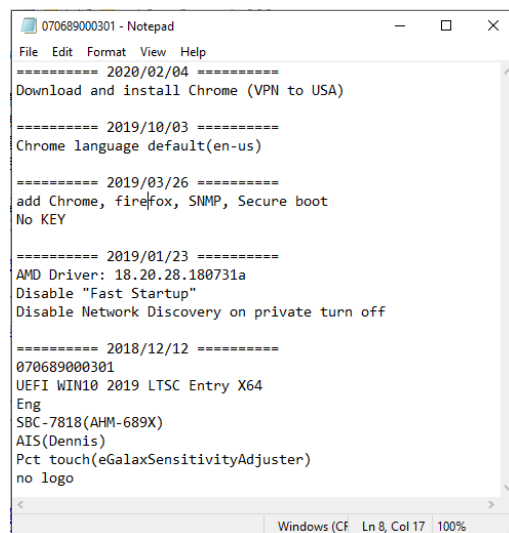 070689000301 - Notepad
File Edit Format View Help
========== 2020/02/04 ==========
Download and install Chrome (VPN to USA)
========== 2019/10/03 ==========
Chrome language default(en-us)
========== 2019/03/26 ==========
add Chrome, firefox, SNMP, Secure boot
No KEY
========== 2019/01/23 ==========
AMD Driver: 18.20.28.180731a
Disable "Fast Startup"
Disable Network Discovery on private turn off
========== 2018/12/12 ==========
070689000301
UEFI WIN10 2019 LTSC Entry X64
Eng
SBC-7818(AHM-689X)
AIS(Dennis)
Pct touch(eGalaxSensitivityAdjuster)
no logo
Windows (CF Ln 8, Col 17 100%